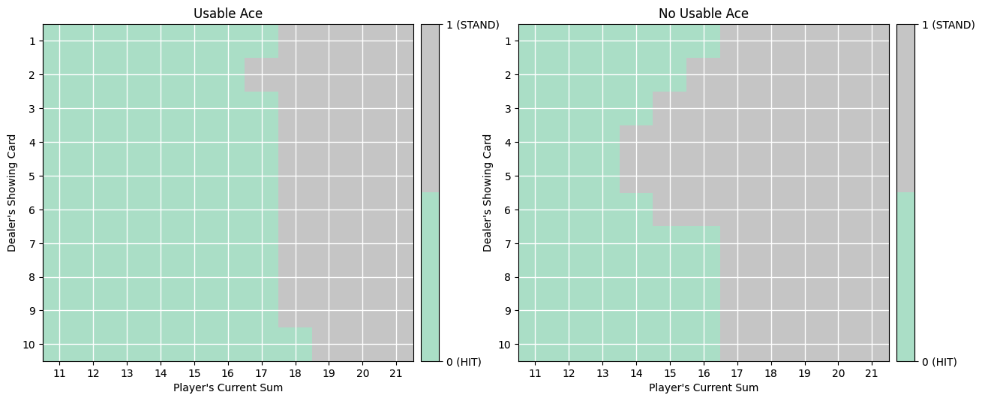 Usable Ace
No Usable Ace
1 (STAND)
1 (STAND)
1
2
3
4
5
6
7
8
9
10
1
2
3
4
5
6
7
8
9
10
Dealer's Showing Card
Dealer's Showing Card
0 (HIT)
0 (HIT)
11 12 13 14 15 16 17 18 19 20 21
11 12 13 14 15 16 17 18 19 20 21
Player's Current Sum
Player's Current Sum